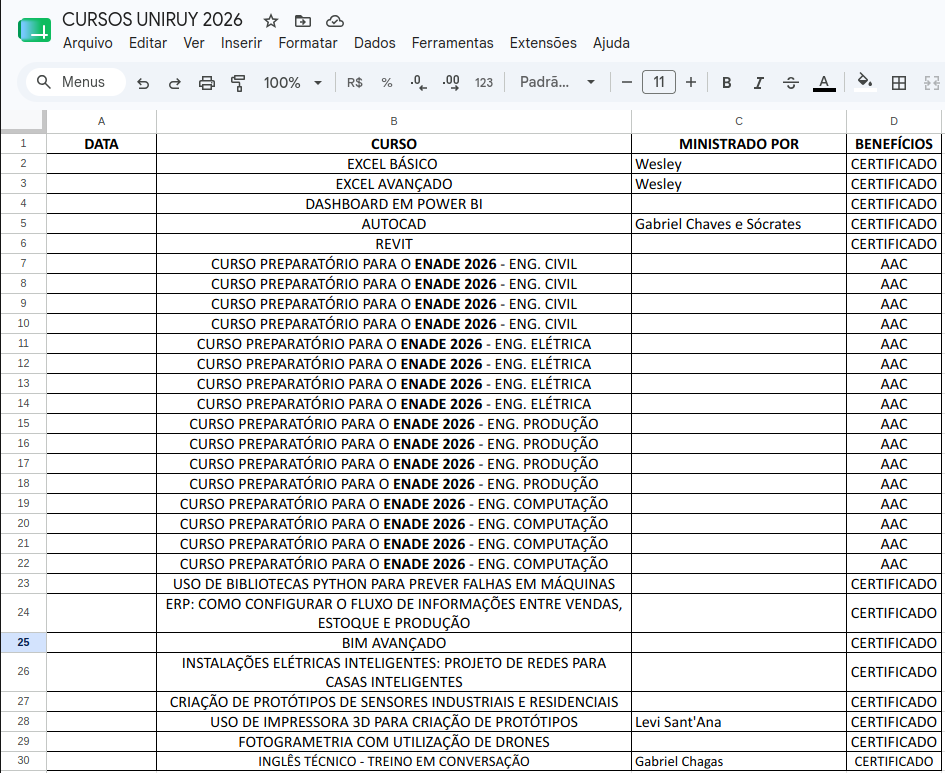 CURSOS UNIRUY 2026
Arquivo Editar Ver Inserir Formatar Dados Ferramentas Extensões Ajuda
Menus 100% R$ % .0 .00 123 Padrã... − 11 + B I S A
A B C D
1 DATA CURSO MINISTRADO POR BENEFÍCIOS
2 EXCEL BÁSICO Wesley CERTIFICADO
3 EXCEL AVANÇADO Wesley CERTIFICADO
4 DASHBOARD EM POWER BI CERTIFICADO
5 AUTOCAD Gabriel Chaves e Sócrates CERTIFICADO
6 REVIT CERTIFICADO
7 CURSO PREPARATÓRIO PARA O ENADE 2026 - ENG. CIVIL AAC
8 CURSO PREPARATÓRIO PARA O ENADE 2026 - ENG. CIVIL AAC
9 CURSO PREPARATÓRIO PARA O ENADE 2026 - ENG. CIVIL AAC
10 CURSO PREPARATÓRIO PARA O ENADE 2026 - ENG. CIVIL AAC
11 CURSO PREPARATÓRIO PARA O ENADE 2026 - ENG. ELÉTRICA AAC
12 CURSO PREPARATÓRIO PARA O ENADE 2026 - ENG. ELÉTRICA AAC
13 CURSO PREPARATÓRIO PARA O ENADE 2026 - ENG. ELÉTRICA AAC
14 CURSO PREPARATÓRIO PARA O ENADE 2026 - ENG. ELÉTRICA AAC
15 CURSO PREPARATÓRIO PARA O ENADE 2026 - ENG. PRODUÇÃO AAC
16 CURSO PREPARATÓRIO PARA O ENADE 2026 - ENG. PRODUÇÃO AAC
17 CURSO PREPARATÓRIO PARA O ENADE 2026 - ENG. PRODUÇÃO AAC
18 CURSO PREPARATÓRIO PARA O ENADE 2026 - ENG. PRODUÇÃO AAC
19 CURSO PREPARATÓRIO PARA O ENADE 2026 - ENG. COMPUTAÇÃO AAC
20 CURSO PREPARATÓRIO PARA O ENADE 2026 - ENG. COMPUTAÇÃO AAC
21 CURSO PREPARATÓRIO PARA O ENADE 2026 - ENG. COMPUTAÇÃO AAC
22 CURSO PREPARATÓRIO PARA O ENADE 2026 - ENG. COMPUTAÇÃO AAC
23 USO DE BIBLIOTECAS PYTHON PARA PREVER FALHAS EM MÁQUINAS CERTIFICADO
24 ERP: COMO CONFIGURAR O FLUXO DE INFORMAÇÕES ENTRE VENDAS,
ESTOQUE E PRODUÇÃO CERTIFICADO
25 BIM AVANÇADO CERTIFICADO
26 INSTALAÇÕES ELÉTRICAS INTELIGENTES: PROJETO DE REDES PARA
CASAS INTELIGENTES CERTIFICADO
27 CRIAÇÃO DE PROTÓTIPOS DE SENSORES INDUSTRIAIS E RESIDENCIAIS CERTIFICADO
28 USO DE IMPRESSORA 3D PARA CRIAÇÃO DE PROTÓTIPOS Levi Sant'Ana CERTIFICADO
29 FOTOGRAMETRIA COM UTILIZAÇÃO DE DRONES CERTIFICADO
30 INGLÊS TÉCNICO - TREINO EM CONVERSAÇÃO Gabriel Chagas CERTIFICADO